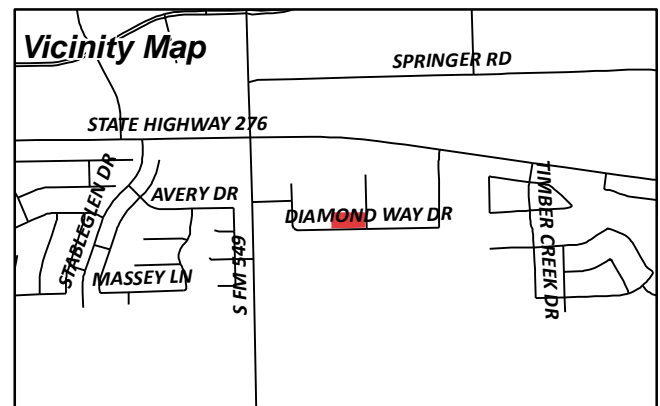 Vicinity Map
SPRINGER RD
STATE HIGHWAY 276
STABLEGLEN DR
AVERY DR
DIAMOND WAY DR
TIMBER CREEK DR
MASSEY LN
S FM 549